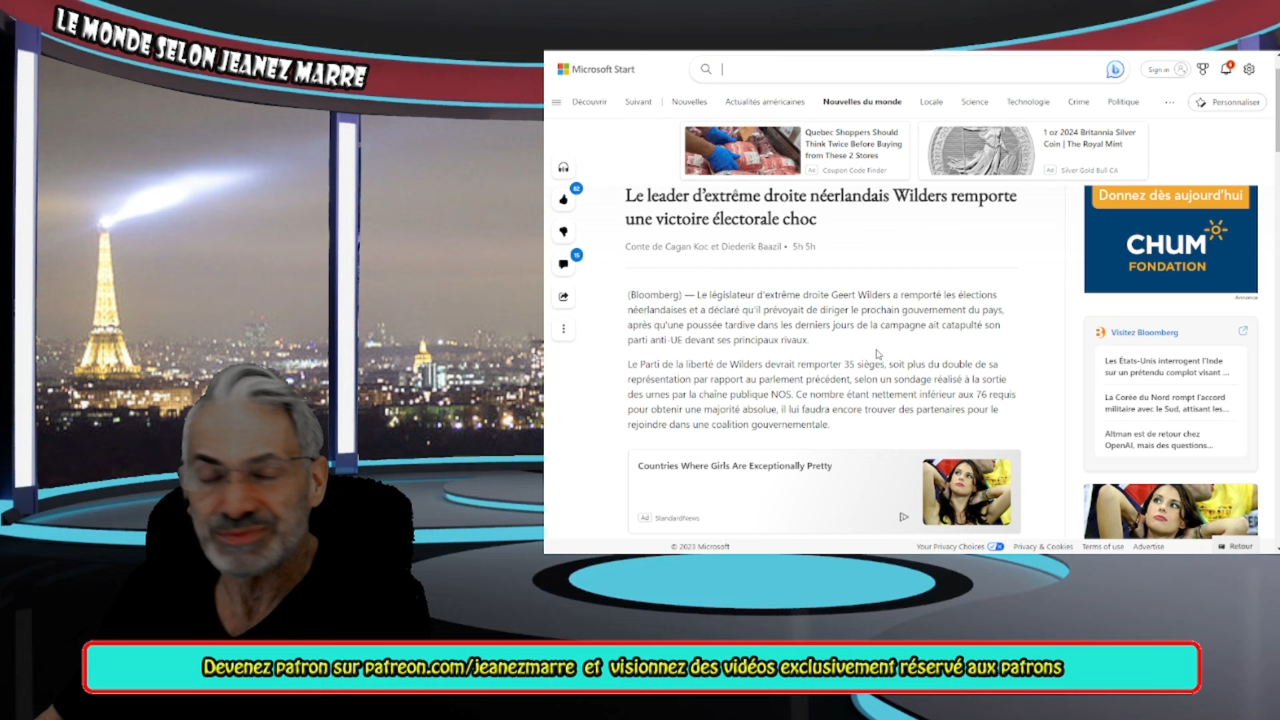 LE MONDE SELON JEANEZ MARRE
Microsoft Start
Sign in
4
Découvrir Suivant Nouvelles Actualités américaines Nouvelles du monde Locale Science Technologie Crime Politique ... Personnaliser
Quebec Shoppers Should
Think Twice Before Buying
from These 2 Stores
Ad Coupon Code Finder
1 oz 2024 Britannia Silver
Coin | The Royal Mint
Ad Silver Gold Bull CA
62
15
Le leader d'extrême droite néerlandais Wilders remporte
une victoire électorale choc
Conte de Cagan Koc et Diederik Baazil • 5h 5h
(Bloomberg) — Le législateur d'extrême droite Geert Wilders a remporté les élections
néerlandaises et a déclaré qu'il prévoyait de diriger le prochain gouvernement du pays,
après qu'une poussée tardive dans les derniers jours de la campagne ait catapulté son
parti anti-UE devant ses principaux rivaux.
Le Parti de la liberté de Wilders devrait remporter 35 sièges, soit plus du double de sa
représentation par rapport au parlement précédent, selon un sondage réalisé à la sortie
des urnes par la chaîne publique NOS. Ce nombre étant nettement inférieur aux 76 requis
pour obtenir une majorité absolue, il lui faudra encore trouver des partenaires pour le
rejoindre dans une coalition gouvernementale.
Countries Where Girls Are Exceptionally Pretty
Ad StandardNews
Donnez dès aujourd'hui
CHUM
FONDATION
Annonce
Visitez Bloomberg
Les États-Unis interrogent l'Inde
sur un prétendu complot visant ...
La Corée du Nord rompt l'accord
militaire avec le Sud, attisant les...
Altman est de retour chez
OpenAI, mais des questions...
© 2023 Microsoft Your Privacy Choices Privacy & Cookies Terms of use Advertise Retour
Devenez patron sur patreon.com/jeanezmarre et visionnez des vidéos exclusivement réservé aux patrons